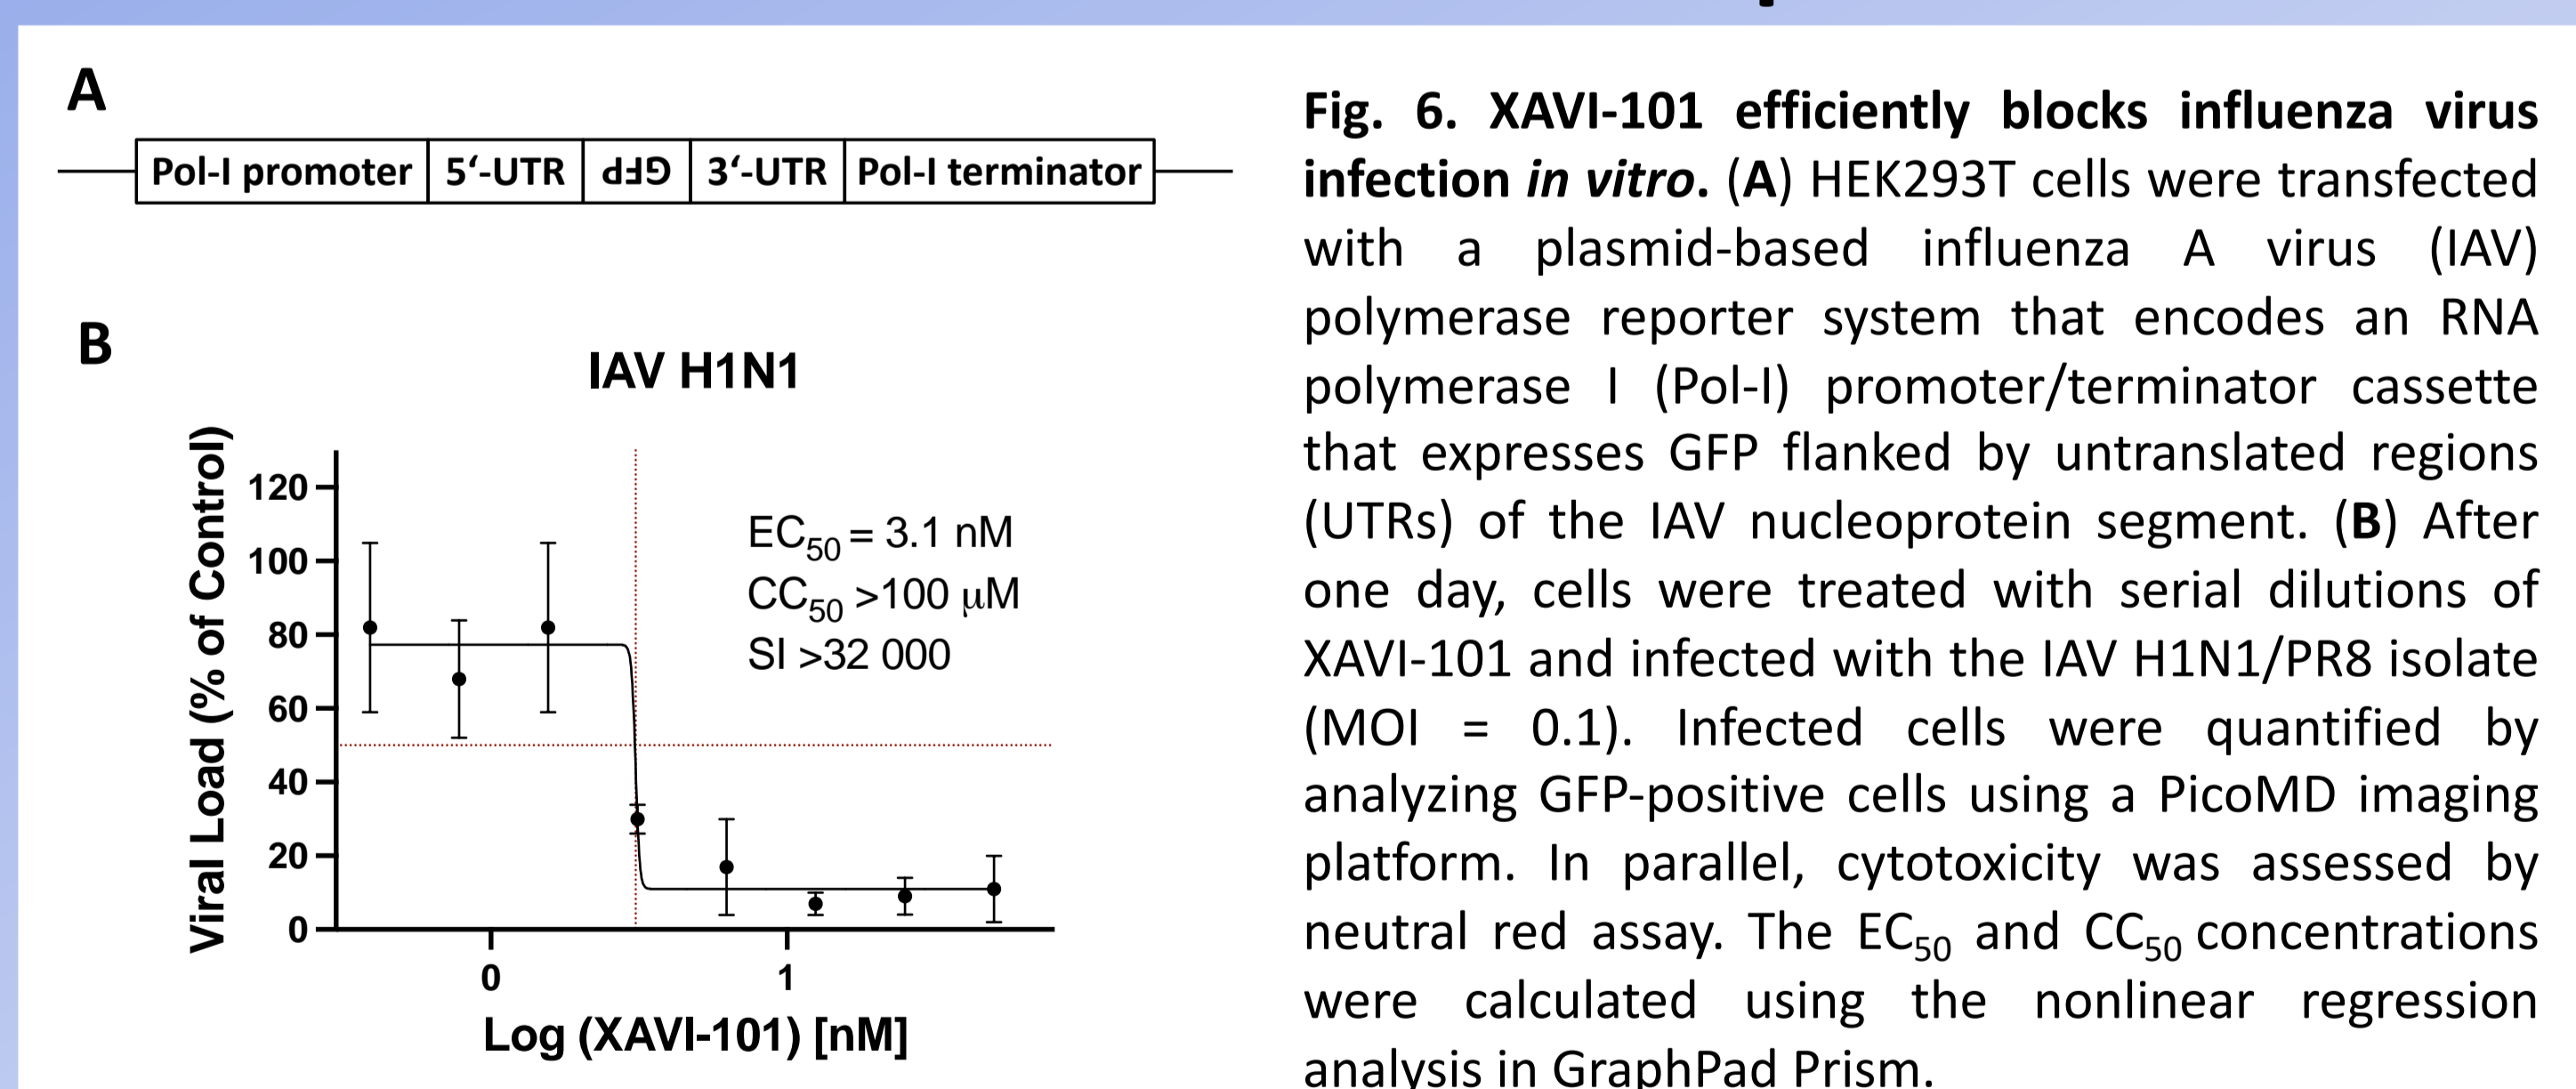 A
Pol-I promoter 5‘-UTR GFP 3‘-UTR Pol-I terminator
B
IAV H1N1
Viral Load (% of Control)
120
100
80
60
40
20
0
EC50 = 3.1 nM
CC50 >100 μM
SI >32 000
0 1
Log (XAVI-101) [nM]
Fig. 6. XAVI-101 efficiently blocks influenza virus
infection in vitro. (A) HEK293T cells were transfected
with a plasmid-based influenza A virus (IAV)
polymerase reporter system that encodes an RNA
polymerase I (Pol-I) promoter/terminator cassette
that expresses GFP flanked by untranslated regions
(UTRs) of the IAV nucleoprotein segment. (B) After
one day, cells were treated with serial dilutions of
XAVI-101 and infected with the IAV H1N1/PR8 isolate
(MOI = 0.1). Infected cells were quantified by
analyzing GFP-positive cells using a PicoMD imaging
platform. In parallel, cytotoxicity was assessed by
neutral red assay. The EC50 and CC50 concentrations
were calculated using the nonlinear regression
analysis in GraphPad Prism.